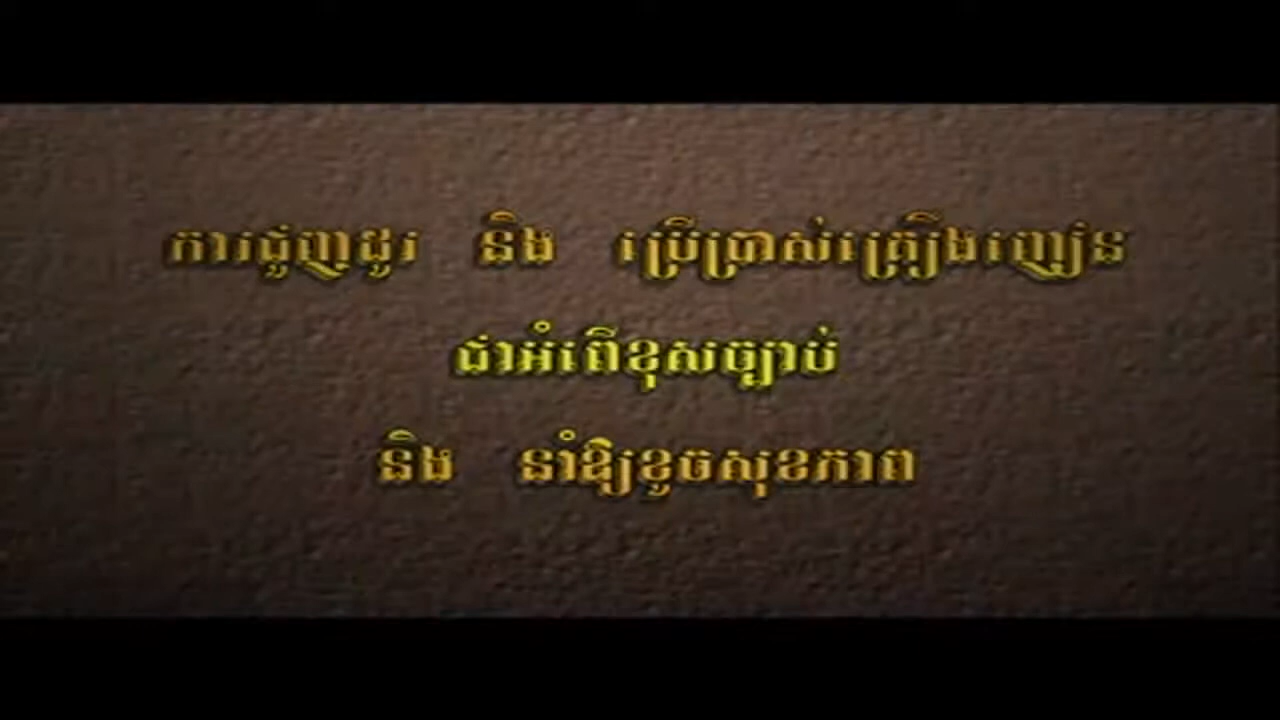 ការជួញដូរ និង ប្រើប្រាស់គ្រឿងញៀន
ជាអំពើខុសច្បាប់
និង នាំឱ្យខូចសុខភាព